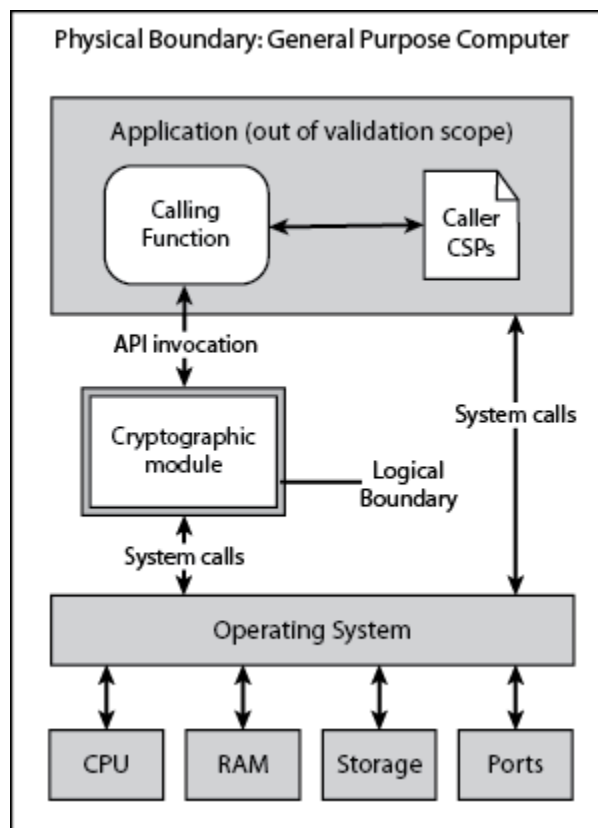 Physical Boundary: General Purpose Computer
Application (out of validation scope)
Calling
Function
Caller
CSPs
API invocation
System calls
Cryptographic
module
Logical
Boundary
System calls
Operating System
CPU
RAM
Storage
Ports